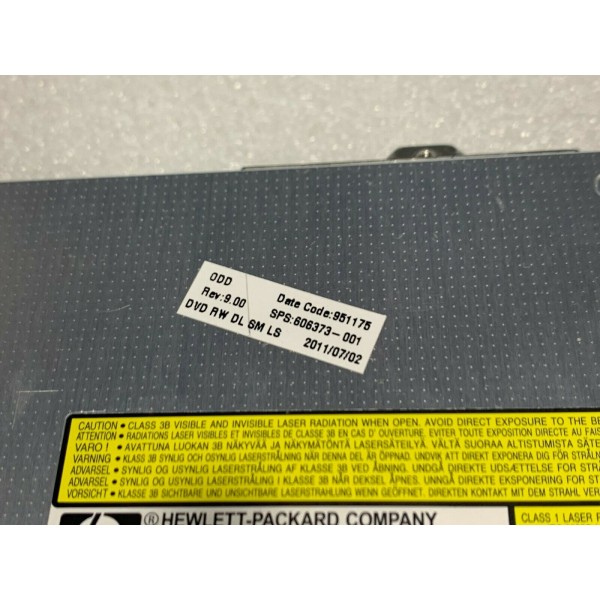 ODD Date Code:951175
Rev:9.00 SPS:606373-001
DVD RW DL SM LS 2011/07/02
CAUTION • CLASS 3B VISIBLE AND INVISIBLE LASER RADIATION WHEN OPEN. AVOID DIRECT EXPOSURE TO THE BE
ATTENTION • RADIATIONS LASER VISIBLES ET INVISIBLES DE CLASSE 3B EN CAS D' OUVERTURE. EVITER TOUTE EXPOSITION DIRECTE AU FAIS
VARO ! • AVATTUNA LUOKAN 3B NÄKYVÄÄ JA NÄKYMÄTÖNTÄ LASERSÄTEILYÄ. VÄLTÄ SUORAA ALTISTUMISTA SÄTE
VARNING • KLASS 3B SYNLIG OCH OSYNLIG LASERSTRÅLNING NÄR DENNA DEL ÄR ÖPPNAD. UNDVIK ATT DIREKT EXPONERA DIG FÖR STRÅLN
ADVARSEL • SYNLIG OG USYNLIG LASERSTRÅLING AF KLASSE 3B VED ÅBNING. UNDGÅ DIREKTE UDSÆTTELSE FOR STRÅ
ADVARSEL • SYNLIG OG USYNLIG LASERSTRÅLING AV KLASSE 3B NÅR DEKSEL ÅPNES. UNNGÅ DIREKTE EKSPONERING FOR STR
VORSICHT • KLASSE 3B SICHTBARE UND UNSICHTBARE LASERSTRAHLUNG WENN GEÖFFNET. DIREKTEN KONTAKT MIT DEM STRAHL VER
hp ® HEWLETT-PACKARD COMPANY
CLASS 1 LASER P